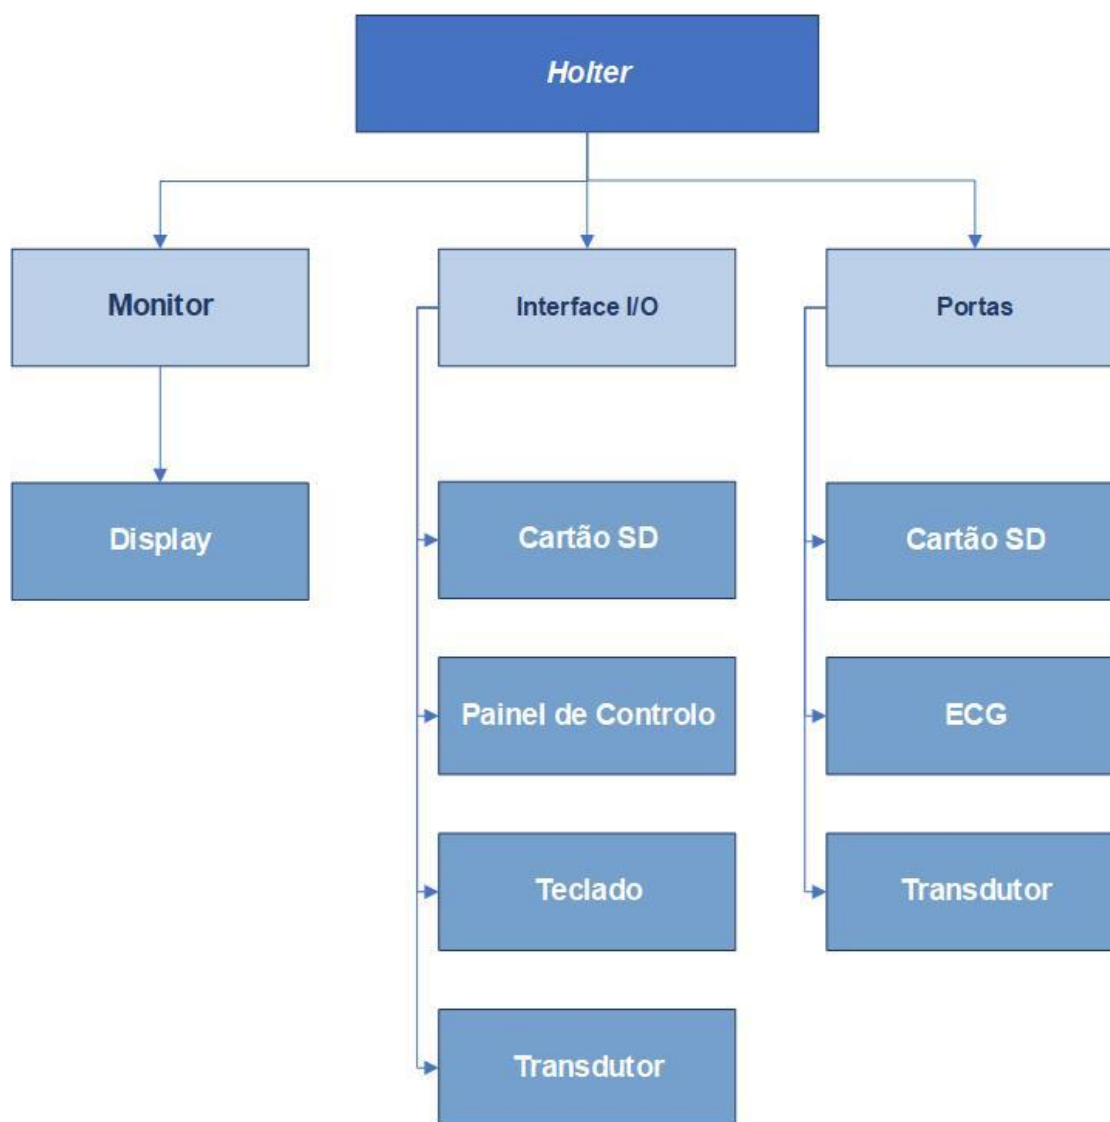 Holter
Monitor
Interface I/O
Portas
Display
Cartão SD
Cartão SD
Painel de Controlo
ECG
Teclado
Transdutor
Transdutor